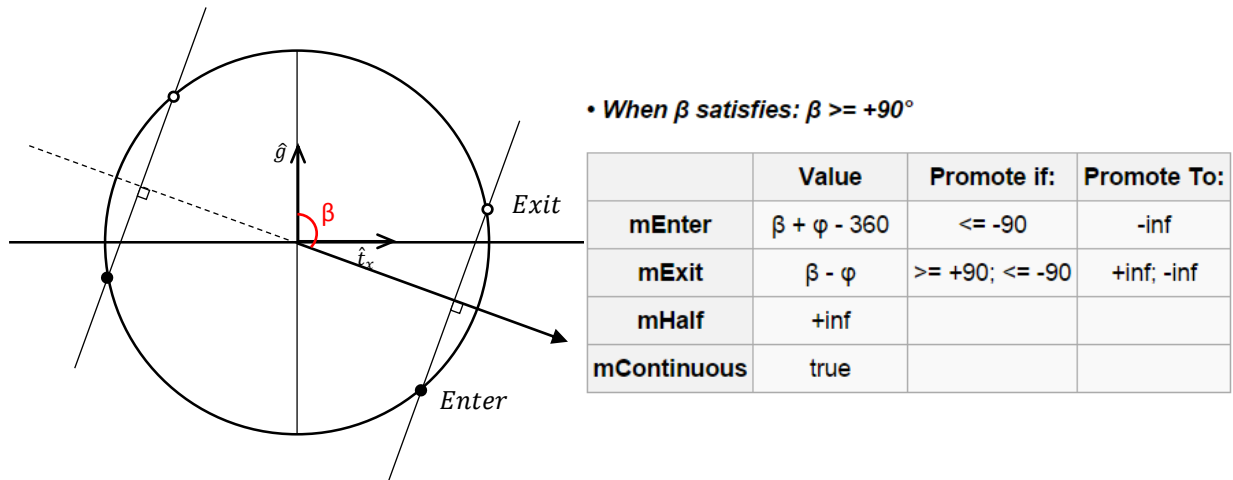 ĝ
β
t̂ₓ
Exit
Enter
• When β satisfies: β >= +90°
Value Promote if: Promote To:
mEnter β + φ - 360 <= -90 -inf
mExit β - φ >= +90; <= -90 +inf; -inf
mHalf +inf
mContinuous true